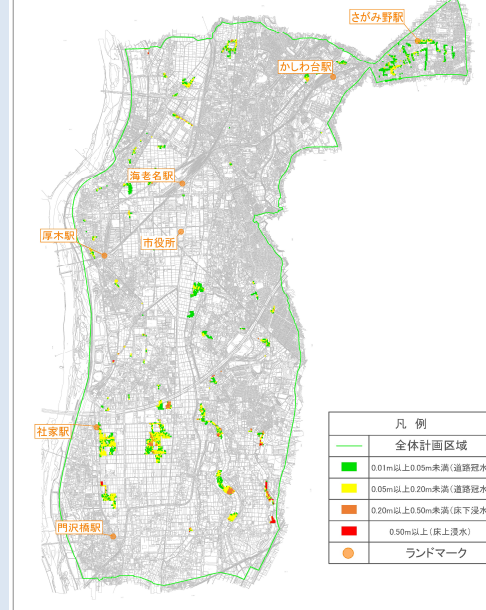 さがみ野駅
かしわ台駅
海老名駅
厚木駅
市役所
社家駅
門沢橋駅
凡 例
全体計画区域
0.01m以上0.05m未満(道路冠水
0.05m以上0.20m未満(道路冠水
0.20m以上0.50m未満(床下浸水
0.50m以上(床上浸水)
ランドマーク